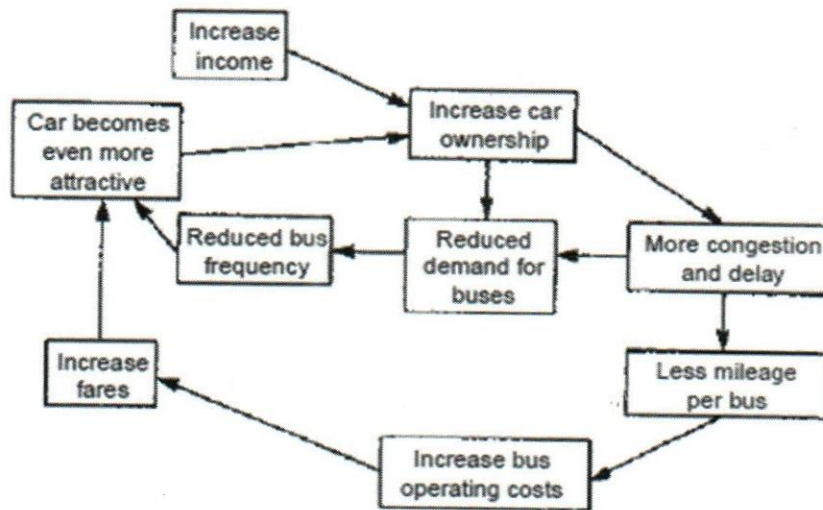 Increase
income
Increase car
ownership
Car becomes
even more
attractive
Reduced bus
frequency
Reduced
demand for
buses
More congestion
and delay
Increase
fares
Less mileage
per bus
Increase bus
operating costs